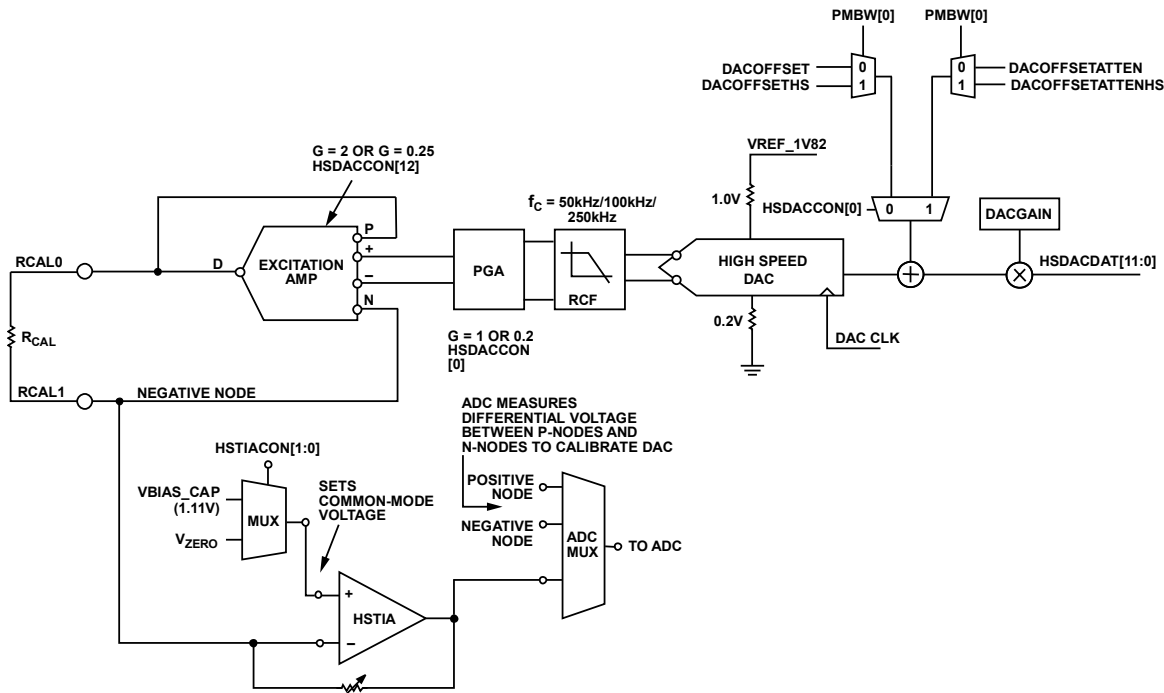 PMBW[0]
PMBW[0]
DACOFFSET
DACOFFSETHS
0
1
0
1
DACOFFSETATTEN
DACOFFSETATTENHS
G = 2 OR G = 0.25
HSDACCON[12]
VREF_1V82
1.0V
fC = 50kHz/100kHz/
250kHz
HSDACCON[0]
0
1
DACGAIN
P
+
–
N
RCAL0
D
EXCITATION
AMP
PGA
RCF
HIGH SPEED
DAC
HSDACDAT[11:0]
RCAL
0.2V
DAC CLK
G = 1 OR 0.2
HSDACCON
[0]
RCAL1
NEGATIVE NODE
ADC MEASURES
DIFFERENTIAL VOLTAGE
BETWEEN P-NODES AND
N-NODES TO CALIBRATE DAC
HSTIACON[1:0]
VBIAS_CAP
(1.11V)
VZERO
MUX
SETS
COMMON-MODE
VOLTAGE
POSITIVE
NODE
NEGATIVE
NODE
ADC
MUX
TO ADC
+
HSTIA
–